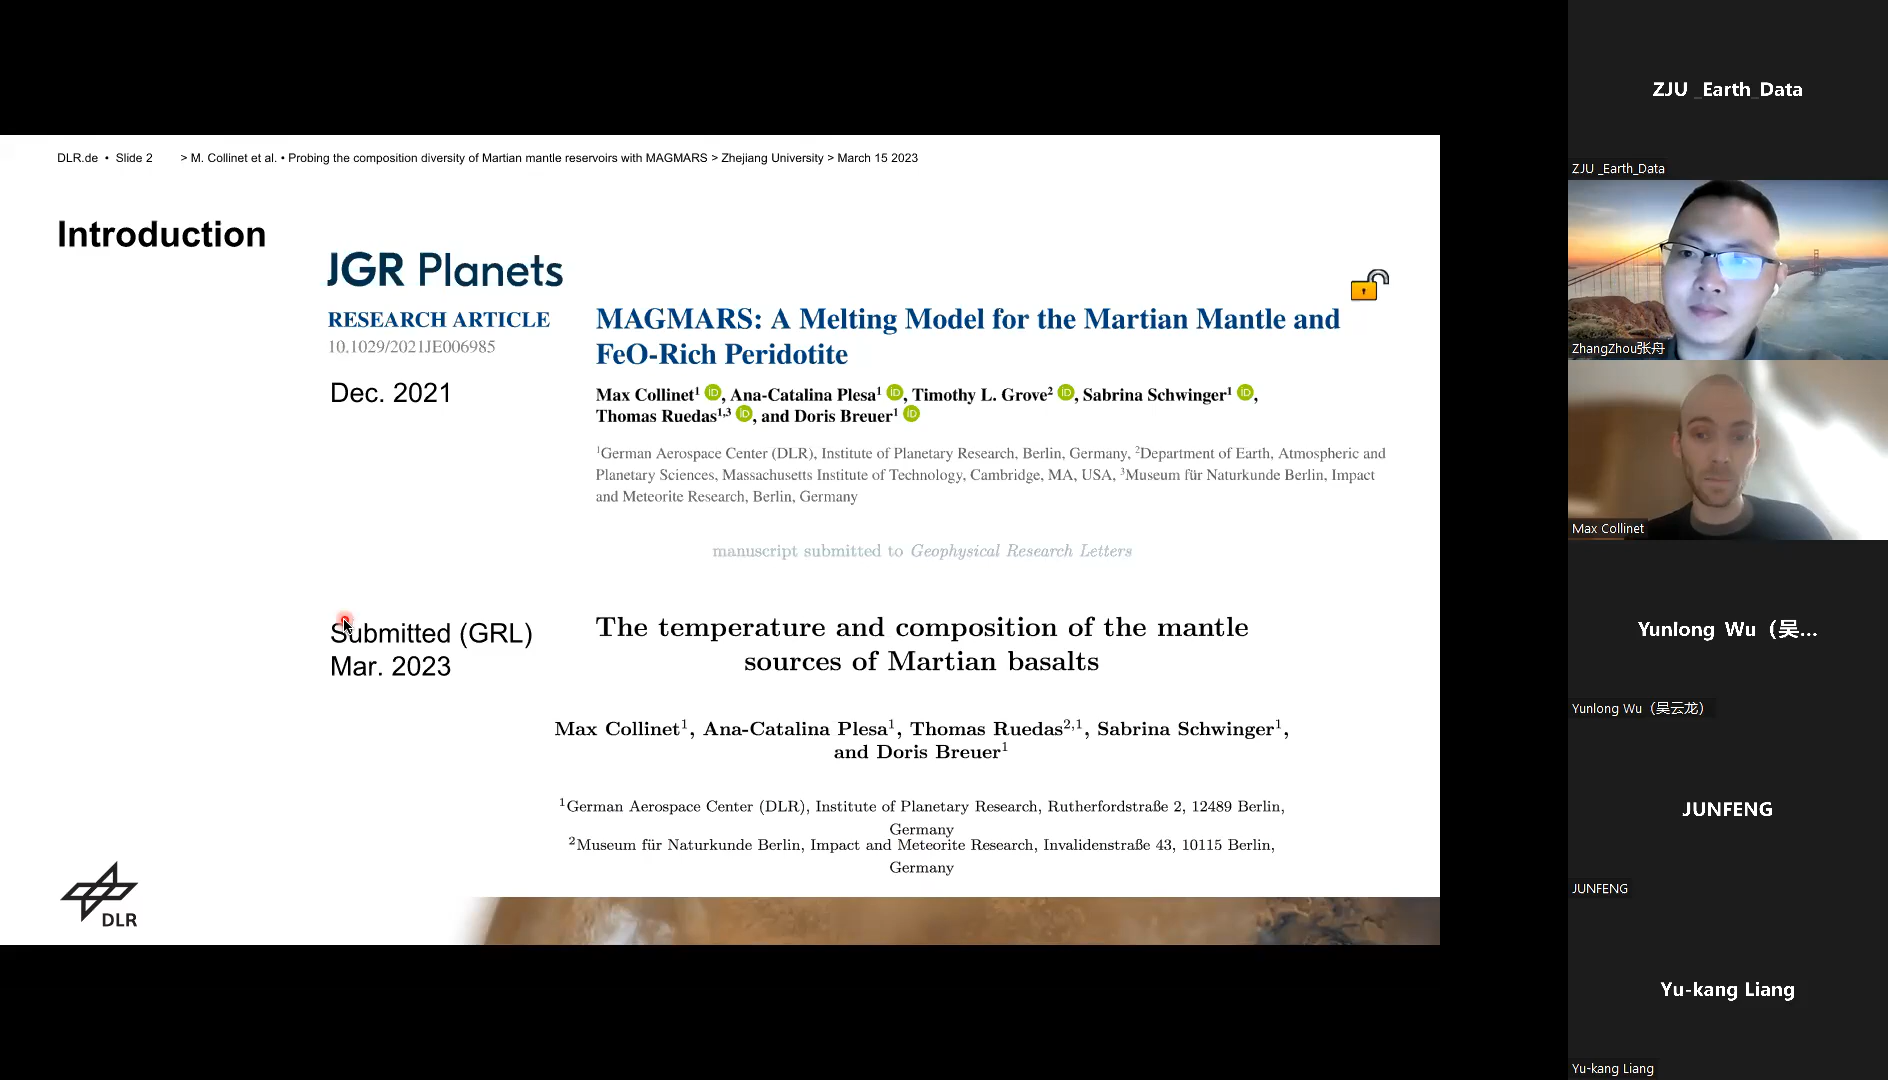 DLR.de • Slide 2 > M. Collinet et al. • Probing the composition diversity of Martian mantle reservoirs with MAGMARS > Zhejiang University > March 15 2023
Introduction
JGR Planets
RESEARCH ARTICLE
10.1029/2021JE006985
Dec. 2021
MAGMARS: A Melting Model for the Martian Mantle and
FeO-Rich Peridotite
Max Collinet¹ iD, Ana-Catalina Plesa¹ iD, Timothy L. Grove² iD, Sabrina Schwinger¹ iD,
Thomas Ruedas¹,³ iD, and Doris Breuer¹ iD
¹German Aerospace Center (DLR), Institute of Planetary Research, Berlin, Germany, ²Department of Earth, Atmospheric and
Planetary Sciences, Massachusetts Institute of Technology, Cambridge, MA, USA, ³Museum für Naturkunde Berlin, Impact
and Meteorite Research, Berlin, Germany
manuscript submitted to Geophysical Research Letters
Submitted (GRL)
Mar. 2023
The temperature and composition of the mantle
sources of Martian basalts
Max Collinet¹, Ana-Catalina Plesa¹, Thomas Ruedas²,¹, Sabrina Schwinger¹,
and Doris Breuer¹
¹German Aerospace Center (DLR), Institute of Planetary Research, Rutherfordstraße 2, 12489 Berlin,
Germany
²Museum für Naturkunde Berlin, Impact and Meteorite Research, Invalidenstraße 43, 10115 Berlin,
Germany
DLR
ZJU _Earth_Data
ZJU _Earth_Data
ZhangZhou张舟
Max Collinet
Yunlong Wu（吴...
Yunlong Wu（吴云龙）
JUNFENG
JUNFENG
Yu-kang Liang
Yu-kang Liang